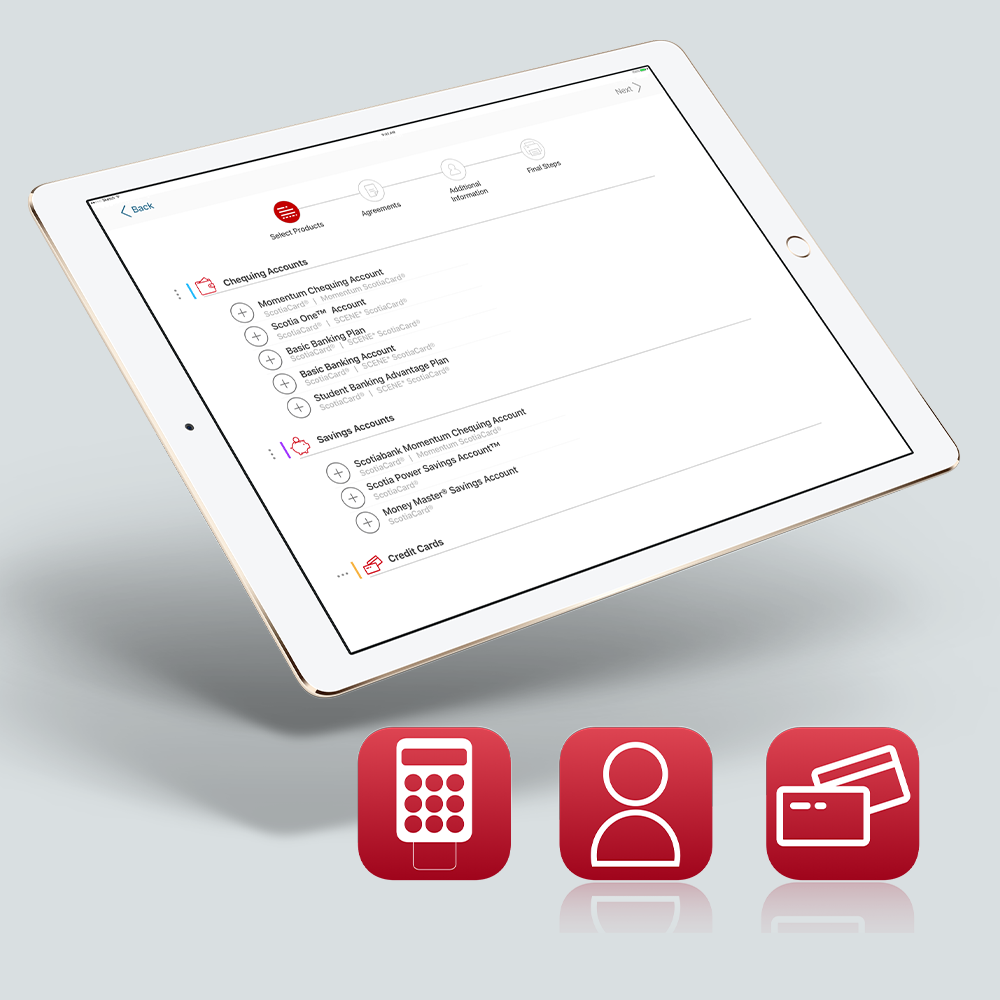 Back
Next
Select Products
Agreements
Additional
Information
Final Steps
Chequing Accounts
Momentum Chequing Account
ScotiaCard® | Momentum ScotiaCard®
Scotia One™ Account
ScotiaCard® | SCENE* ScotiaCard®
Basic Banking Plan
ScotiaCard® | SCENE* ScotiaCard®
Basic Banking Account
ScotiaCard® | SCENE* ScotiaCard®
Student Banking Advantage Plan
ScotiaCard® | SCENE* ScotiaCard®
Savings Accounts
Scotiabank Momentum Chequing Account
ScotiaCard® | Momentum ScotiaCard®
Scotia Power Savings Account™
ScotiaCard®
Money Master® Savings Account
ScotiaCard®
Credit Cards